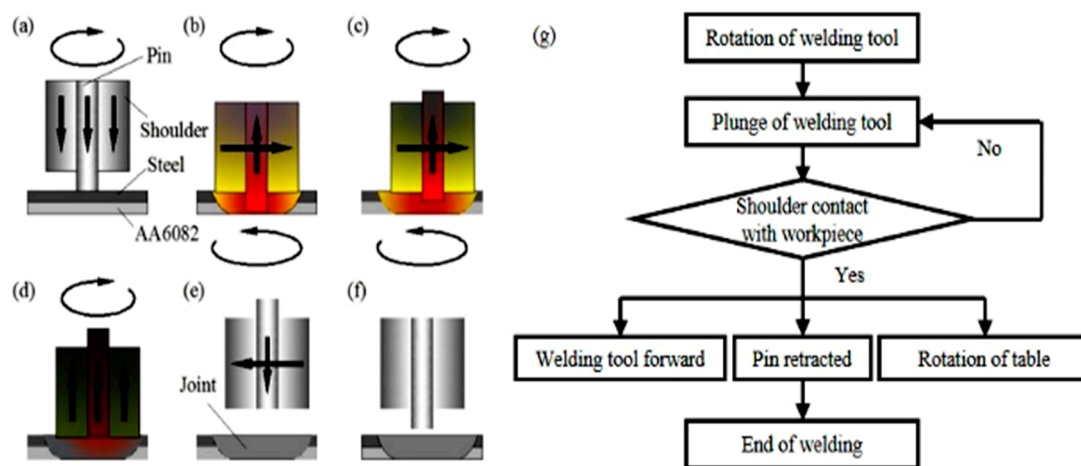 (a)
Pin
Shoulder
Steel
AA6082
(b)
(c)
(d)
(e)
Joint
(f)
(g)
Rotation of welding tool
Plunge of welding tool
No
Shoulder contact
with workpiece
Yes
Welding tool forward
Pin retracted
Rotation of table
End of welding